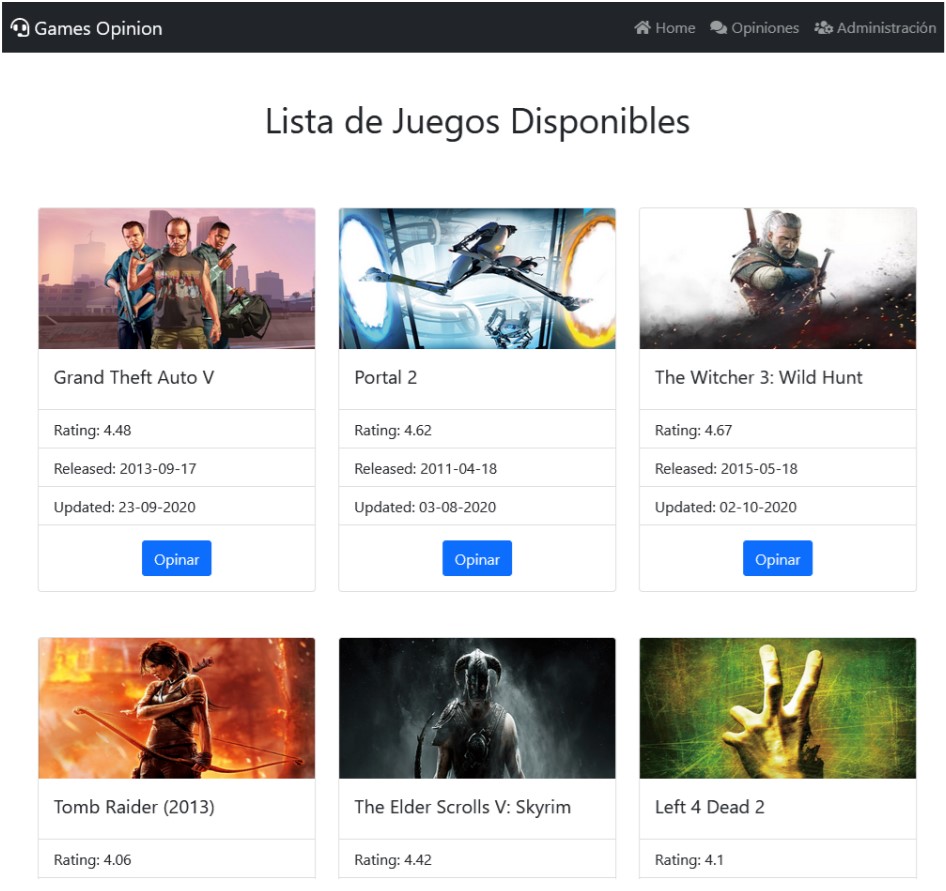 Games Opinion
Home
Opiniones
Administración
Lista de Juegos Disponibles
Grand Theft Auto V
Rating: 4.48
Released: 2013-09-17
Updated: 23-09-2020
Opinar
Portal 2
Rating: 4.62
Released: 2011-04-18
Updated: 03-08-2020
Opinar
The Witcher 3: Wild Hunt
Rating: 4.67
Released: 2015-05-18
Updated: 02-10-2020
Opinar
Tomb Raider (2013)
Rating: 4.06
The Elder Scrolls V: Skyrim
Rating: 4.42
Left 4 Dead 2
Rating: 4.1